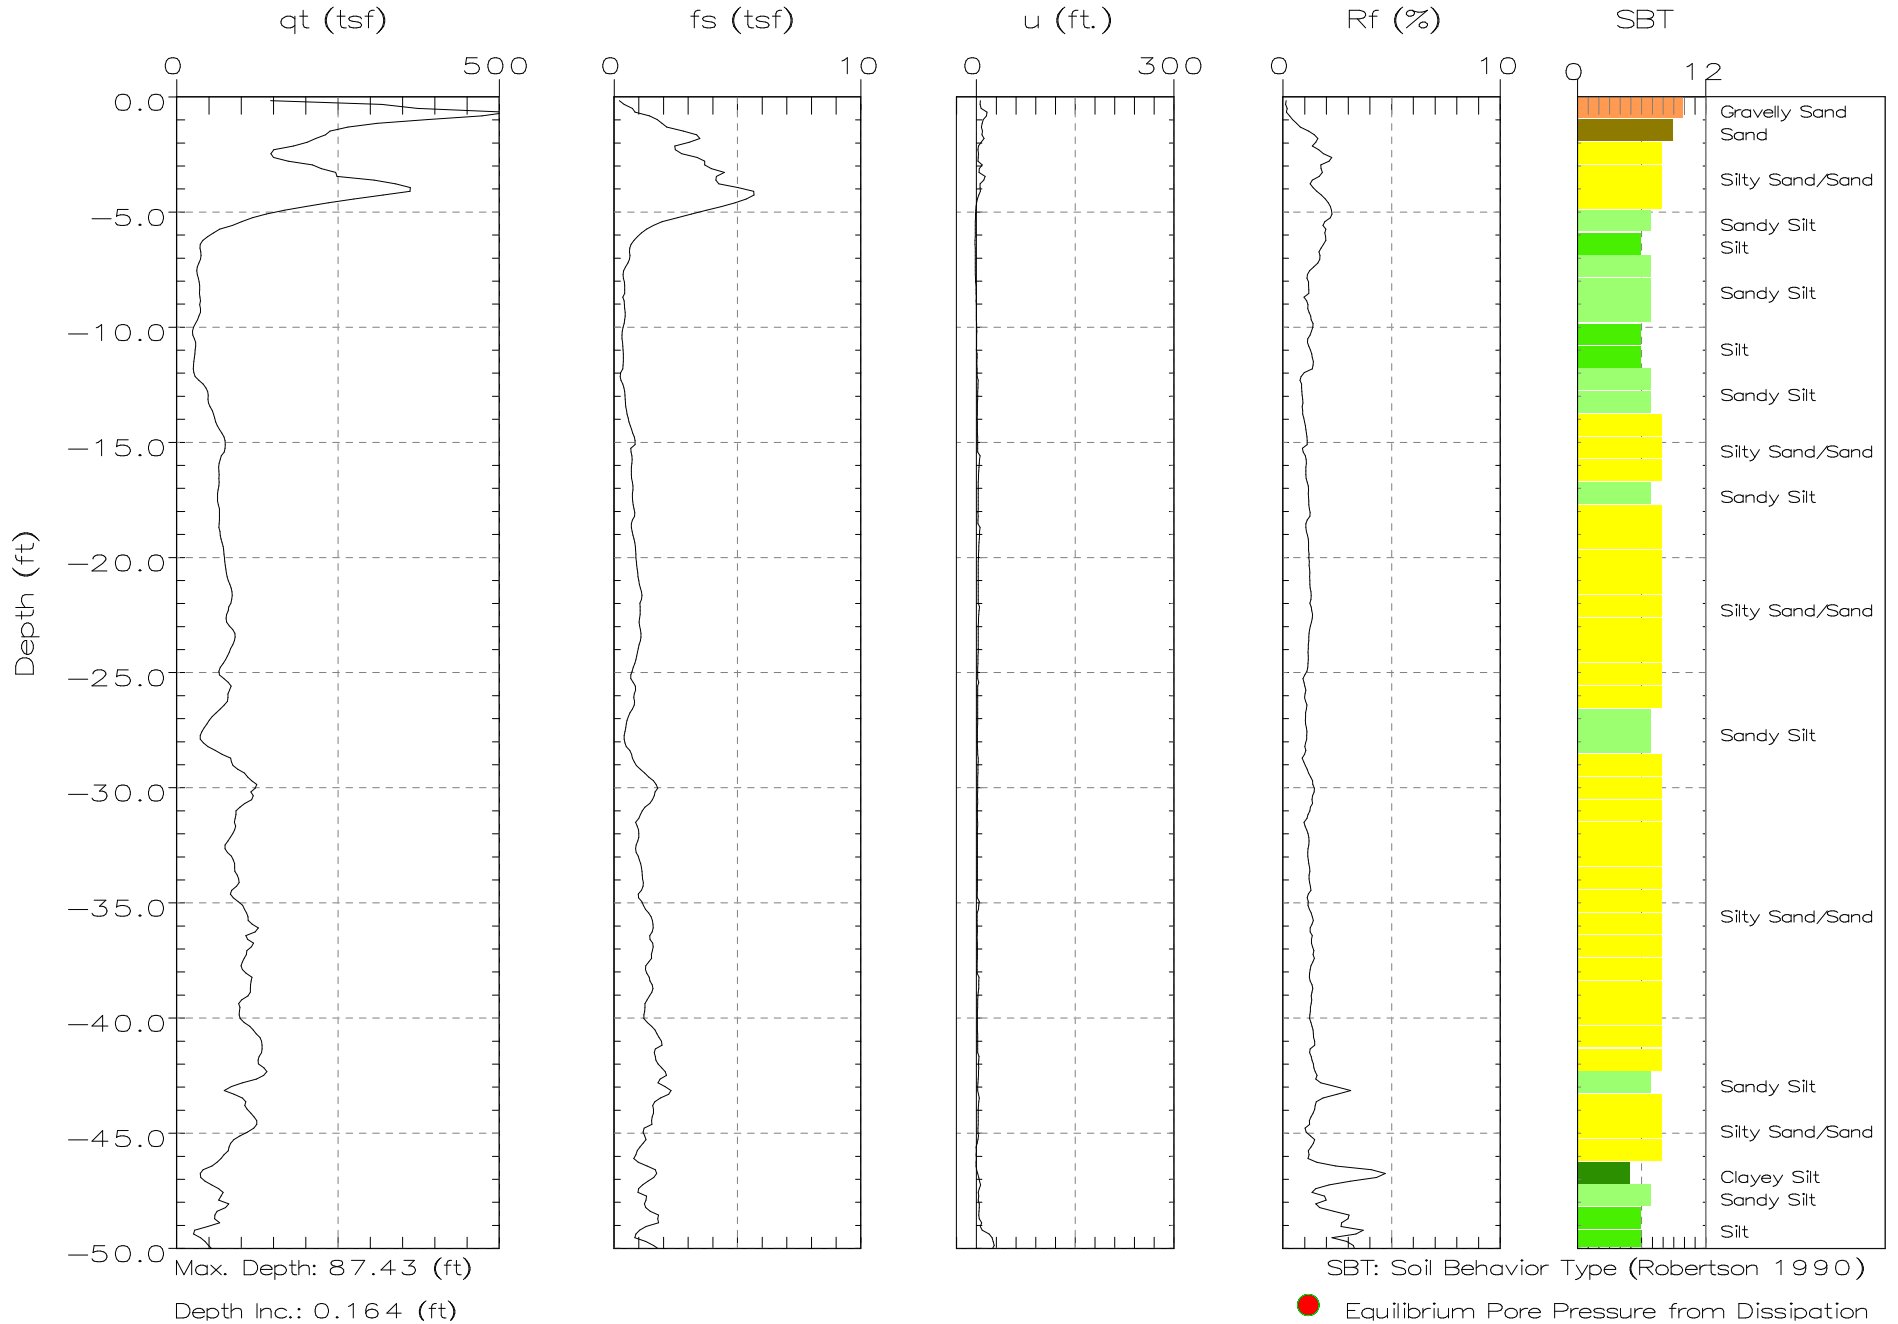 qt (tsf) fs (tsf) u (ft.) Rf (%) SBT
0 500 0 10 0 300 0 10 0 12
0.0
Gravelly Sand
Sand
Silty Sand/Sand
-5.0
Sandy Silt
Silt
Sandy Silt
-10.0
Silt
Sandy Silt
-15.0
Silty Sand/Sand
Sandy Silt
-20.0
Depth (ft)
Silty Sand/Sand
-25.0
Sandy Silt
-30.0
-35.0
Silty Sand/Sand
-40.0
Sandy Silt
-45.0
Silty Sand/Sand
Clayey Silt
Sandy Silt
Silt
-50.0
Max. Depth: 87.43 (ft)
SBT: Soil Behavior Type (Robertson 1990)
Depth Inc.: 0.164 (ft)
Equilibrium Pore Pressure from Dissipation